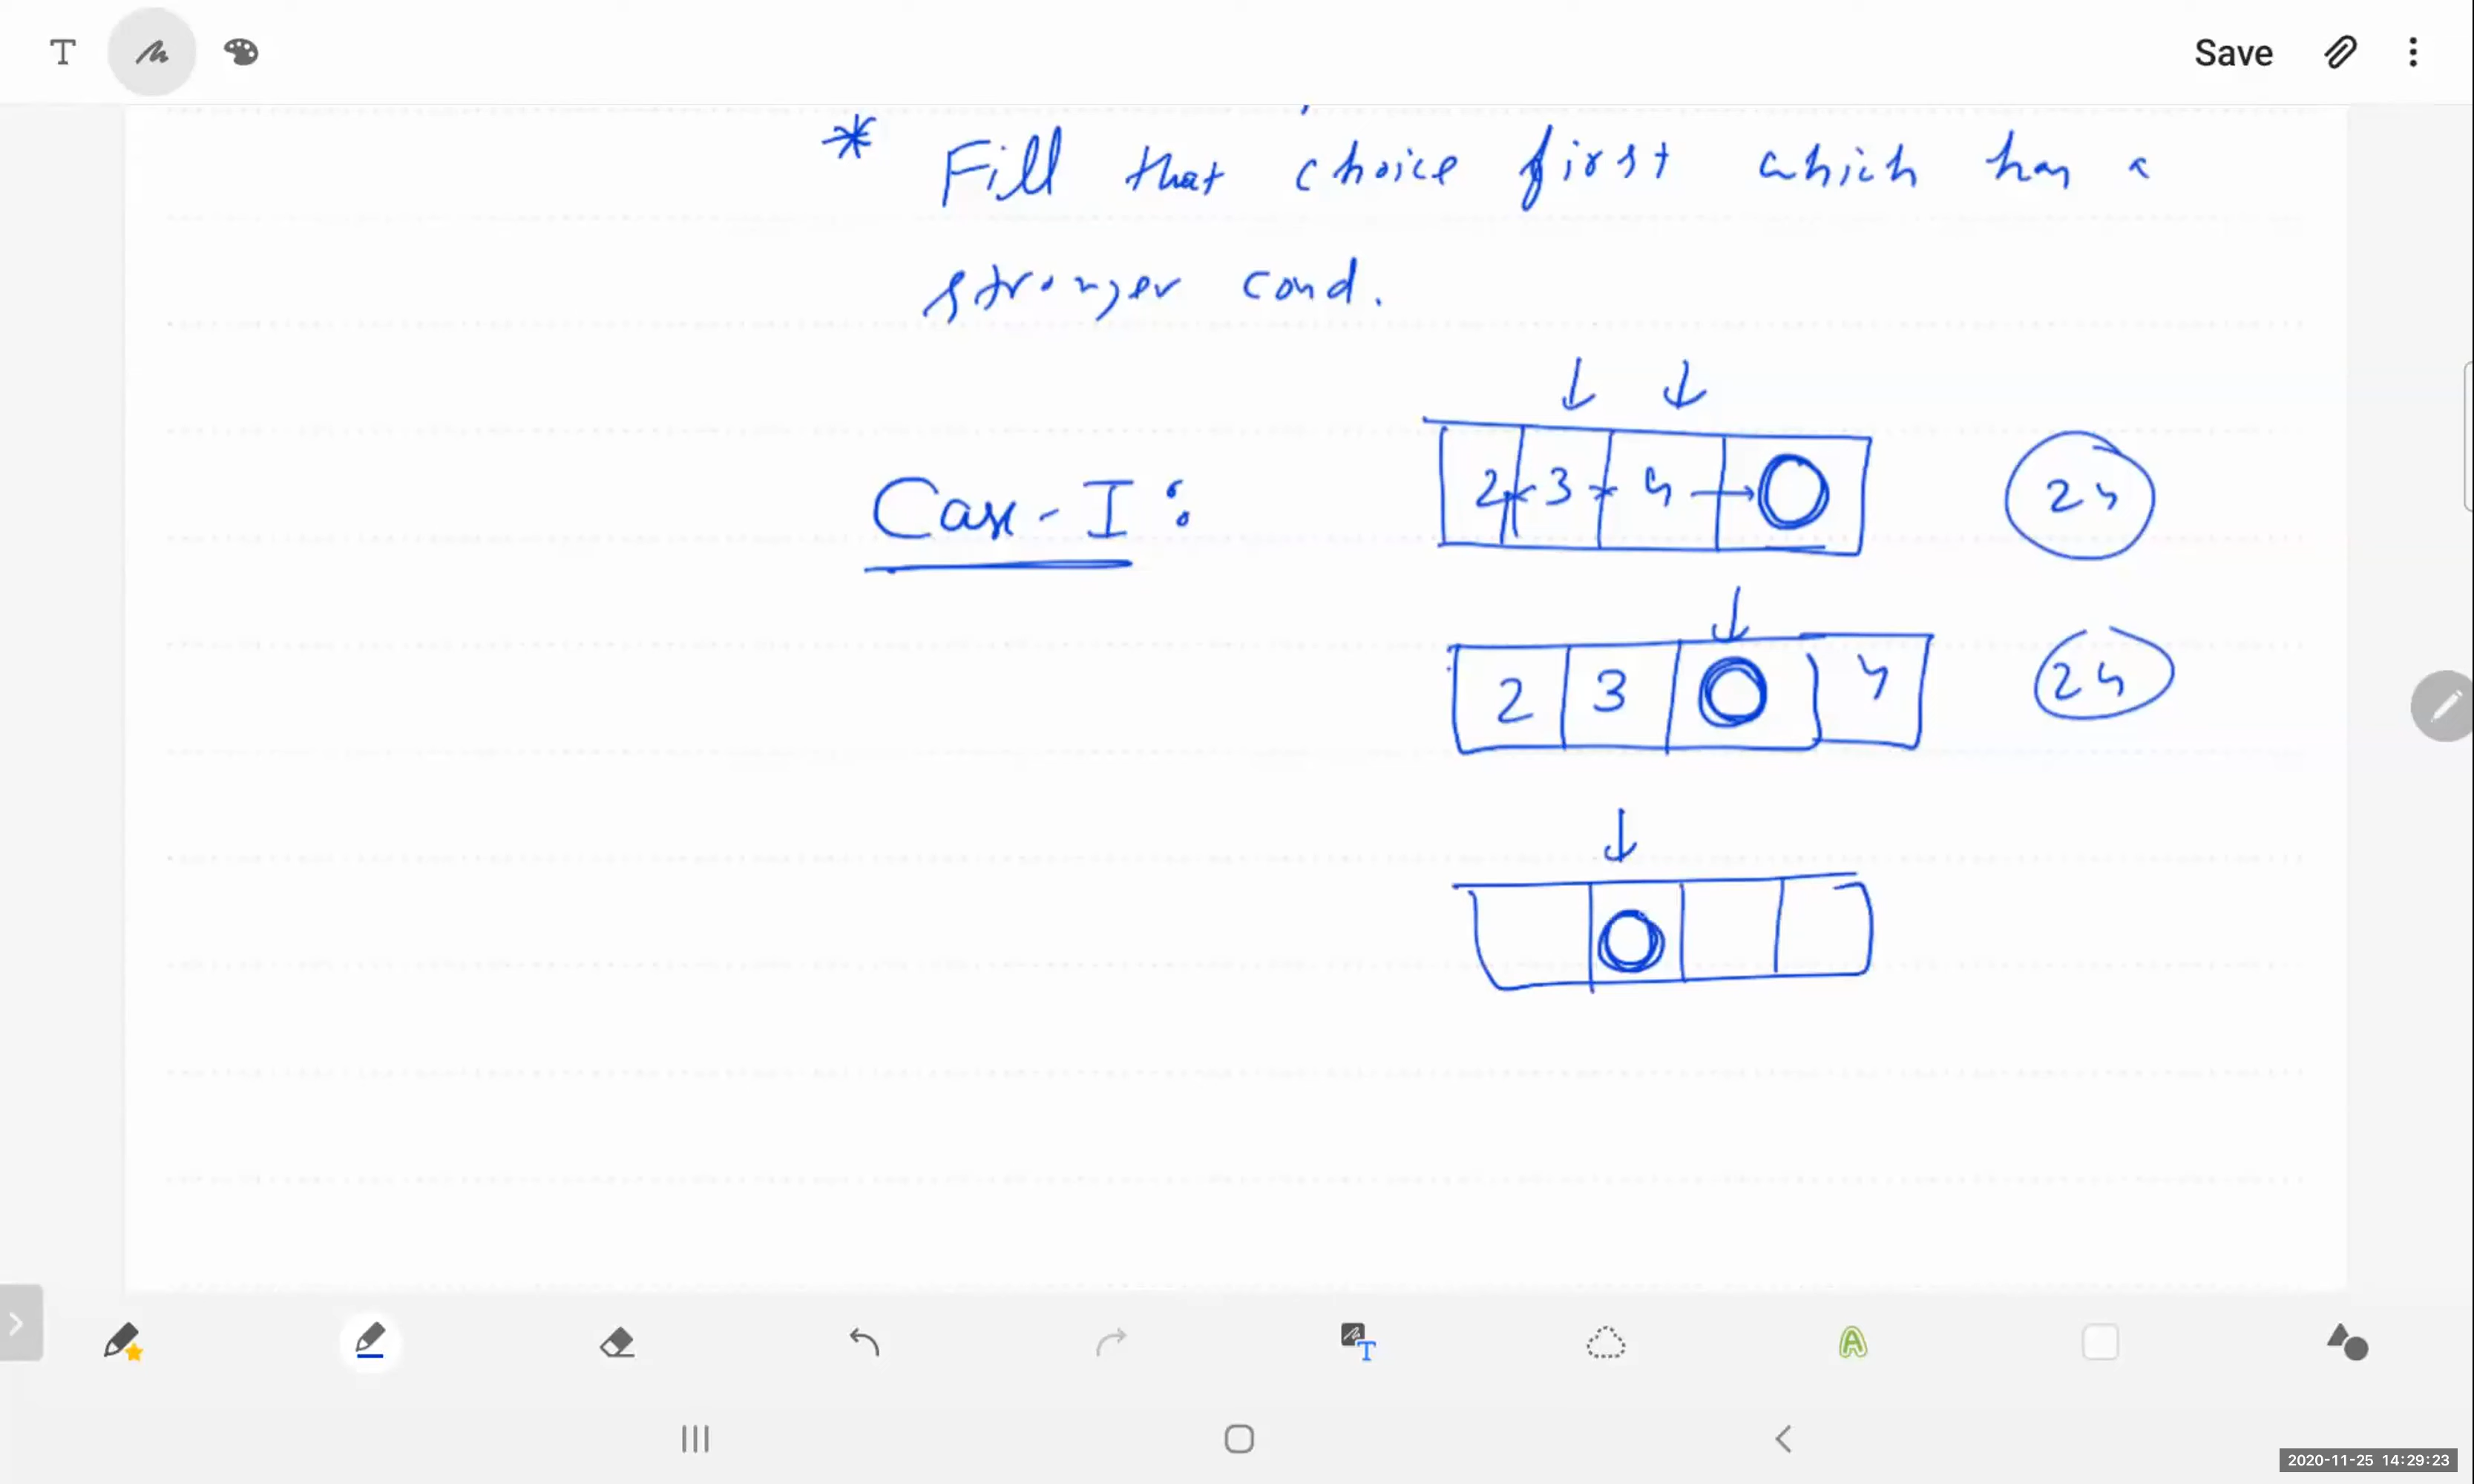 T
Save
* Fill that choice first which has a
stronger cond.
Case-I:
2 × 3 × 4 → 0
24
2 3 0 4
24
0
T
A
2020-11-25 14:29:23